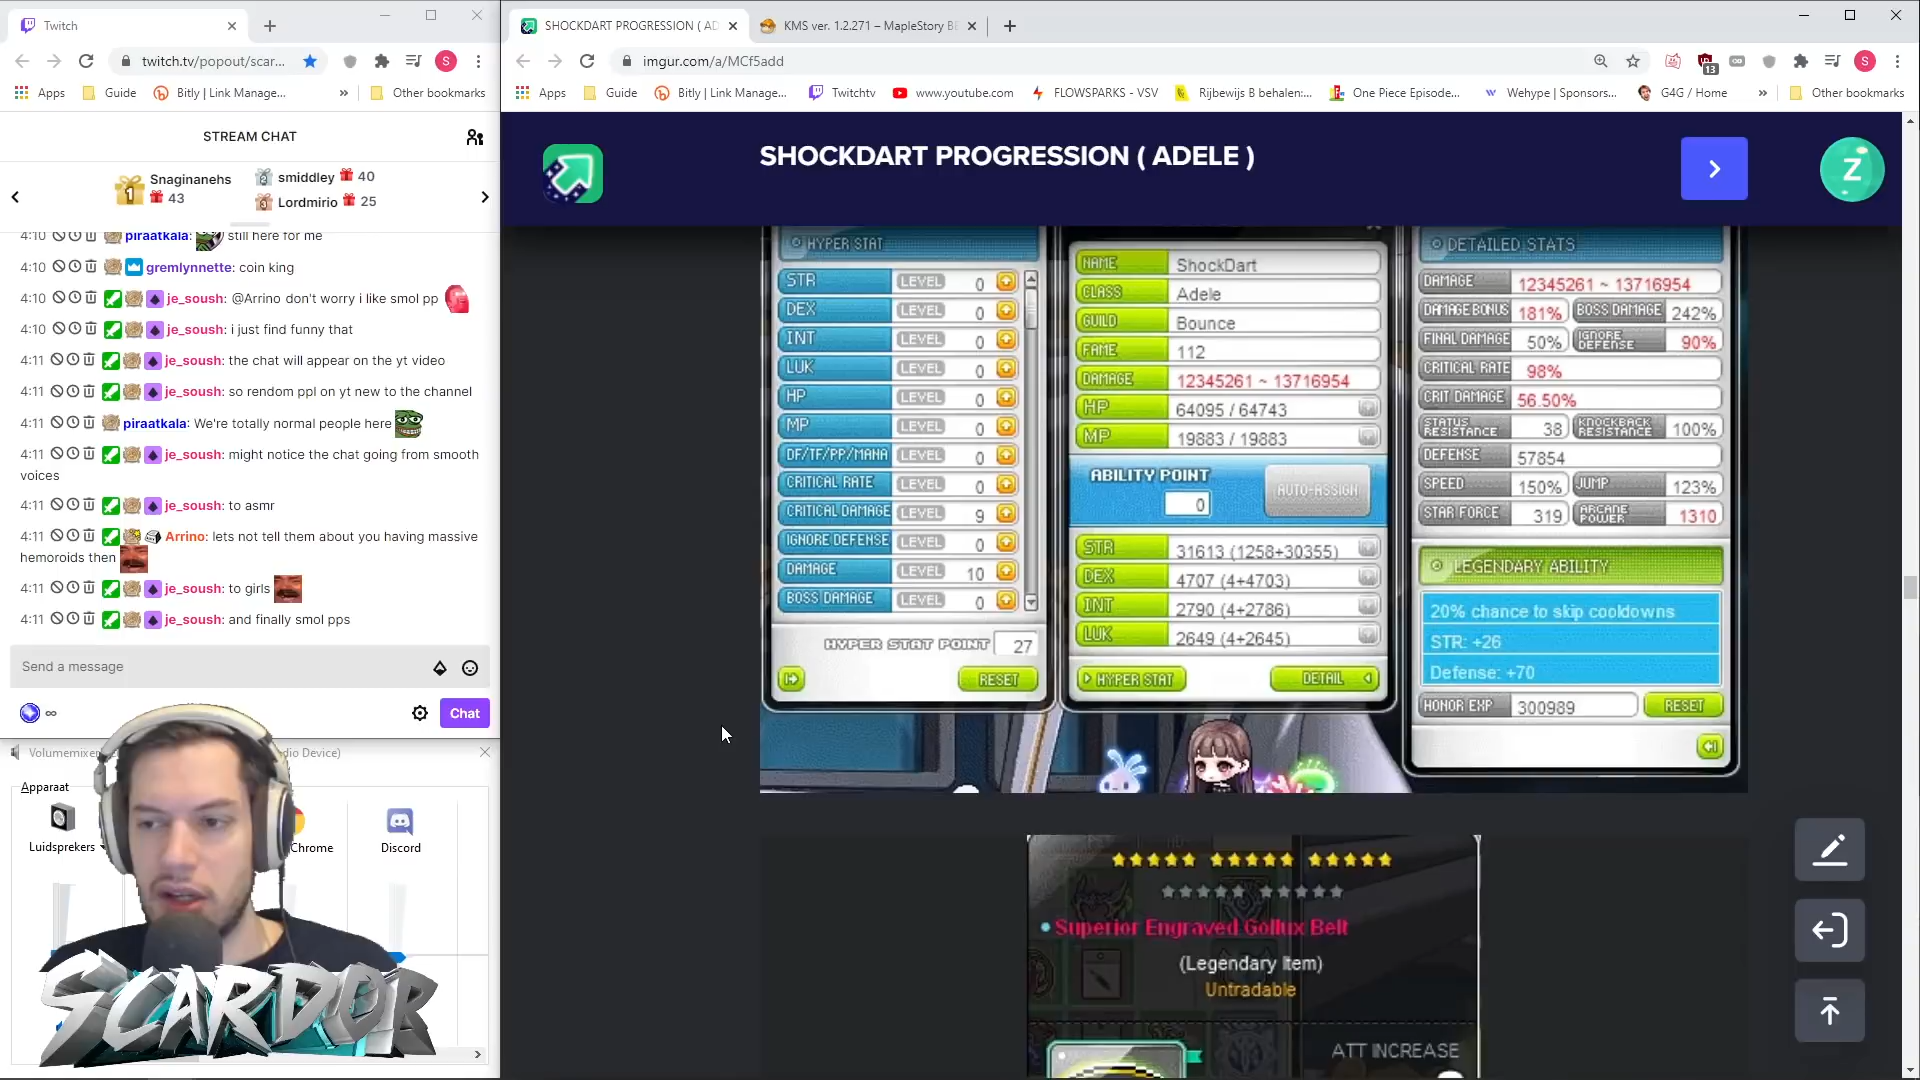 Twitch
SHOCKDART PROGRESSION ( AD
KMS ver. 1.2.271 – MapleStory BE
twitch.tv/popout/scar...
S
imgur.com/a/MCf5add
13
S
Apps
Guide
Bitly | Link Manage...
»
Other bookmarks
Apps
Guide
Bitly | Link Manage...
Twitchtv
www.youtube.com
FLOWSPARKS - VSV
Rijbewijs B behalen:...
One Piece Episode...
Wehype | Sponsors...
G4G / Home
»
Other bookmarks
STREAM CHAT
1
Snaginanehs
43
2
smiddley 40
3
Lordmirio 25
4:10 piraatkala: still here for me
4:10 gremlynnette: coin king
4:10 je_soush: @Arrino don't worry i like smol pp
4:10 je_soush: i just find funny that
4:11 je_soush: the chat will appear on the yt video
4:11 je_soush: so rendom ppl on yt new to the channel
4:11 piraatkala: We're totally normal people here
4:11 je_soush: might notice the chat going from smooth
voices
4:11 je_soush: to asmr
4:11 Arrino: lets not tell them about you having massive
hemoroids then
4:11 je_soush: to girls
4:11 je_soush: and finally smol pps
Send a message
∞
Chat
Volumemixer
dio Device)
Apparaat
Luidsprekers
Chrome
Discord
SCARDOR
SHOCKDART PROGRESSION ( ADELE )
Z
HYPER STAT
STR LEVEL 0
DEX LEVEL 0
INT LEVEL 0
LUK LEVEL 0
HP LEVEL 0
MP LEVEL 0
DF/TF/PP/MANA LEVEL 0
CRITICAL RATE LEVEL 0
CRITICAL DAMAGE LEVEL 9
IGNORE DEFENSE LEVEL 0
DAMAGE LEVEL 10
BOSS DAMAGE LEVEL 0
HYPER STAT POINT 27
RESET
NAME ShockDart
CLASS Adele
GUILD Bounce
FAME 112
DAMAGE 12345261 ~ 13716954
HP 64095 / 64743
MP 19883 / 19883
ABILITY POINT
0
AUTO-ASSIGN
STR 31613 (1258+30355)
DEX 4707 (4+4703)
INT 2790 (4+2786)
LUK 2649 (4+2645)
HYPER STAT
DETAIL
DETAILED STATS
DAMAGE 12345261 ~ 13716954
DAMAGE BONUS 181% BOSS DAMAGE 242%
FINAL DAMAGE 50% IGNORE DEFENSE 90%
CRITICAL RATE 98%
CRIT DAMAGE 56.50%
STATUS RESISTANCE 38 KNOCKBACK RESISTANCE 100%
DEFENSE 57854
SPEED 150% JUMP 123%
STAR FORCE 319 ARCANE POWER 1310
LEGENDARY ABILITY
20% chance to skip cooldowns
STR: +26
Defense: +70
HONOR EXP 300989 RESET
Superior Engraved Gollux Belt
(Legendary Item)
Untradable
ATT INCREASE